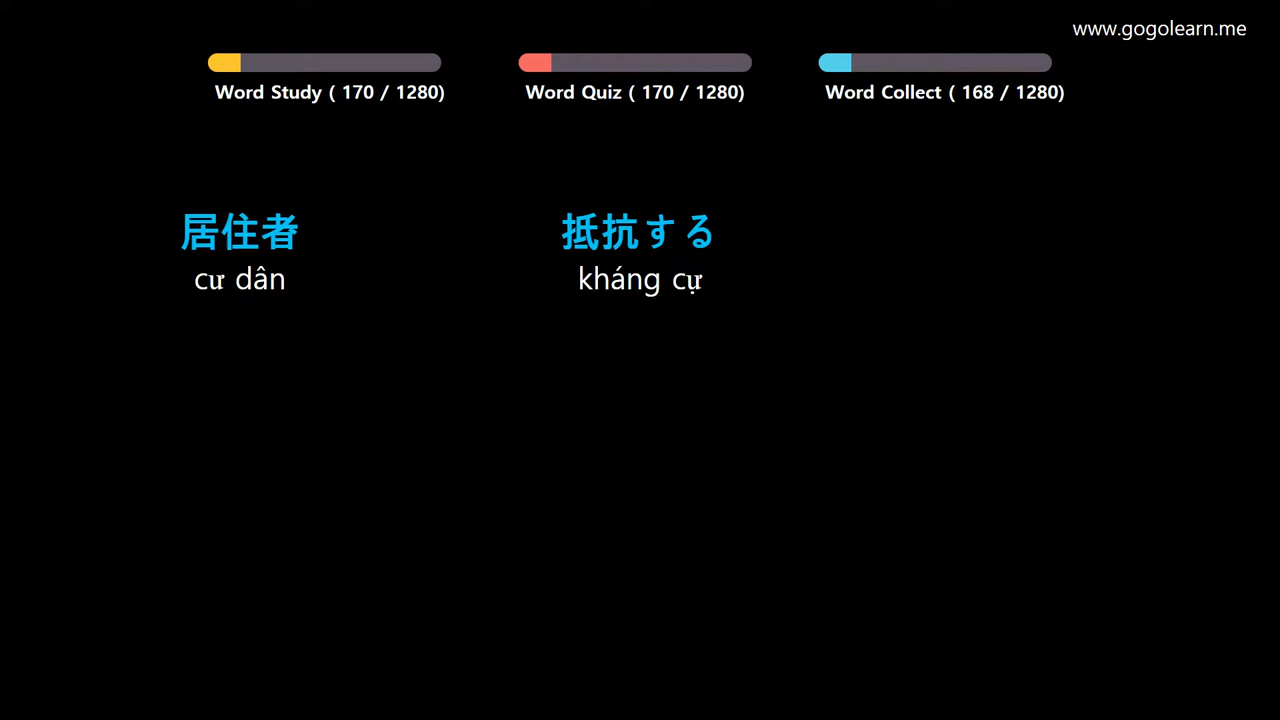 www.gogolearn.me
Word Study ( 170 / 1280)
Word Quiz ( 170 / 1280)
Word Collect ( 168 / 1280)
居住者
cư dân
抵抗する
kháng cự